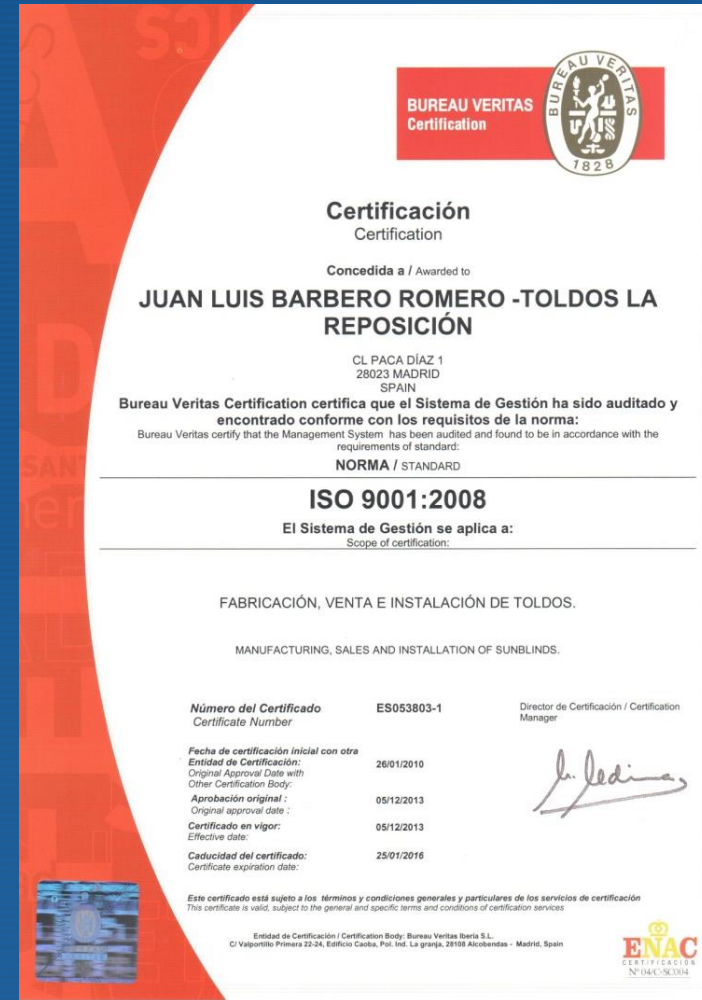 BUREAU VERITAS
Certification
BUREAU VERITAS
1828
Certificación
Certification
Concedida a / Awarded to
JUAN LUIS BARBERO ROMERO -TOLDOS LA
REPOSICIÓN
CL PACA DÍAZ 1
28023 MADRID
SPAIN
Bureau Veritas Certification certifica que el Sistema de Gestión ha sido auditado y
encontrado conforme con los requisitos de la norma:
Bureau Veritas certify that the Management System has been audited and found to be in accordance with the
requirements of standard:
NORMA / STANDARD
ISO 9001:2008
El Sistema de Gestión se aplica a:
Scope of certification:
FABRICACIÓN, VENTA E INSTALACIÓN DE TOLDOS.
MANUFACTURING, SALES AND INSTALLATION OF SUNBLINDS.
Número del Certificado ES053803-1
Certificate Number
Director de Certificación / Certification
Manager
Fecha de certificación inicial con otra
Entidad de Certificación: 26/01/2010
Original Approval Date with
Other Certification Body:
Aprobación original : 05/12/2013
Original approval date :
Certificado en vigor: 05/12/2013
Effective date:
Caducidad del certificado: 25/01/2016
Certificate expiration date:
Este certificado está sujeto a los términos y condiciones generales y particulares de los servicios de certificación
This certificate is valid, subject to the general and specific terms and conditions of certification services
Entidad de Certificación / Certification Body: Bureau Veritas Iberia S.L.
C/ Valportillo Primera 22-24, Edificio Caoba, Pol. Ind. La granja, 28108 Alcobendas - Madrid, Spain
ENAC
CERTIFICACIÓN
Nº 04/C-SC004